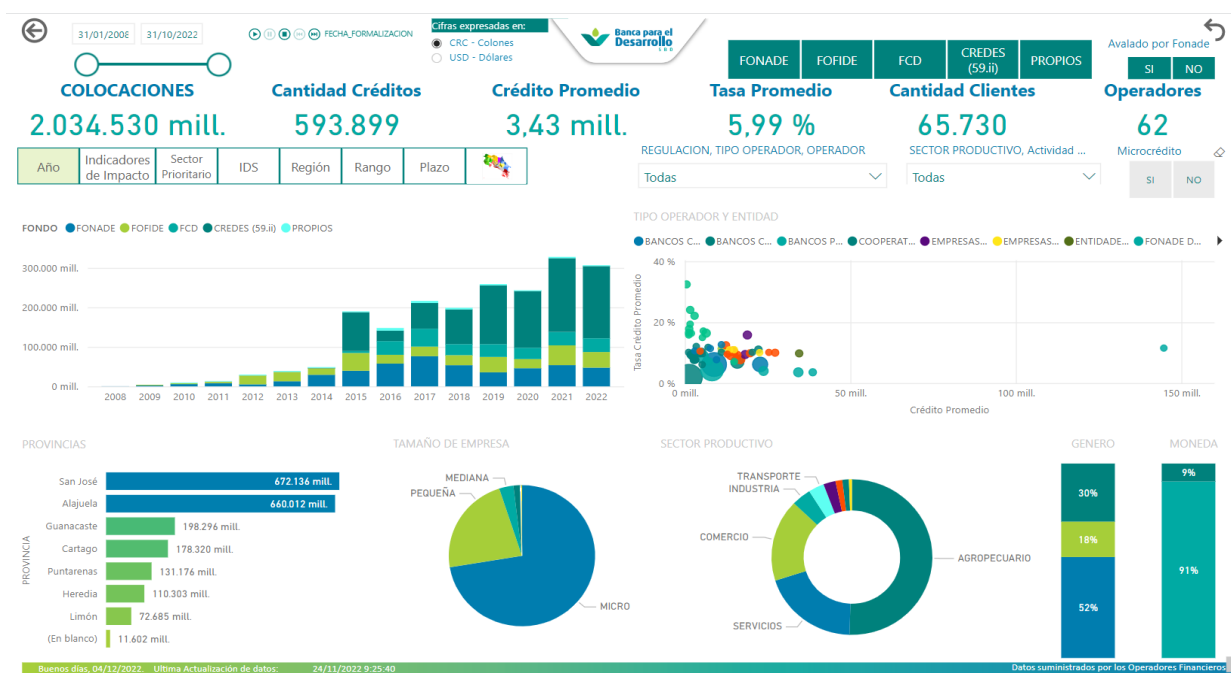 31/01/2008
31/10/2022
FECHA_FORMALIZACION
Cifras expresadas en:
CRC - Colones
USD - Dólares
Banca para el
Desarrollo
FONADE
FOFIDE
FCD
CREDES
(59.ii)
PROPIOS
Avalado por Fonade
SI
NO
COLOCACIONES
Cantidad Créditos
Crédito Promedio
Tasa Promedio
Cantidad Clientes
Operadores
2.034.530 mill.
593.899
3,43 mill.
5,99 %
65.730
62
Año
Indicadores
de Impacto
Sector
Prioritario
IDS
Región
Rango
Plazo
REGULACION, TIPO OPERADOR, OPERADOR
Todas
SECTOR PRODUCTIVO, Actividad ...
Todas
Microcrédito
SI
NO
FONDO
FONADE
FOFIDE
FCD
CREDES (59.ii)
PROPIOS
300.000 mill.
200.000 mill.
100.000 mill.
0 mill.
2008 2009 2010 2011 2012 2013 2014 2015 2016 2017 2018 2019 2020 2021 2022
TIPO OPERADOR Y ENTIDAD
BANCOS C...
BANCOS C...
BANCOS P...
COOPERAT...
EMPRESAS...
EMPRESAS...
ENTIDADE...
FONADE D...
Tasa Crédito Promedio
40 %
20 %
0 %
0 mill.
50 mill.
100 mill.
150 mill.
Crédito Promedio
PROVINCIAS
PROVINCIA
San José 672.136 mill.
Alajuela 660.012 mill.
Guanacaste 198.296 mill.
Cartago 178.320 mill.
Puntarenas 131.176 mill.
Heredia 110.303 mill.
Limón 72.685 mill.
(En blanco) 11.602 mill.
TAMAÑO DE EMPRESA
MEDIANA
PEQUEÑA
MICRO
SECTOR PRODUCTIVO
TRANSPORTE
INDUSTRIA
COMERCIO
SERVICIOS
AGROPECUARIO
GENERO
30%
18%
52%
MONEDA
9%
91%
Buenos días, 04/12/2022. Ultima Actualización de datos: 24/11/2022 9:25:40
Datos suministrados por los Operadores Financieros